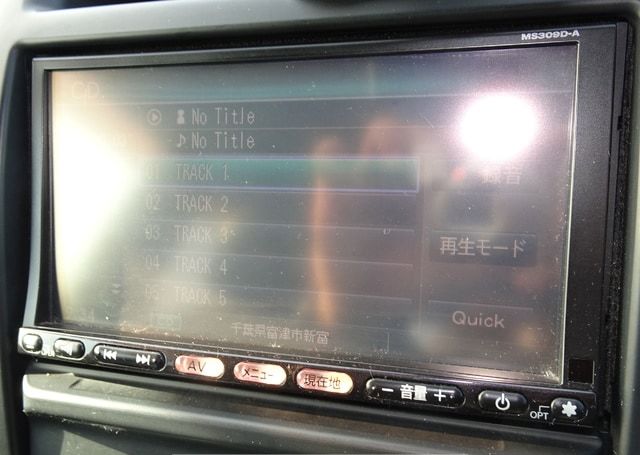 MS309D-A
CD
No Title
No Title
01 TRACK 1
02 TRACK 2
03 TRACK 3
04 TRACK 4
05 TRACK 5
録音
再生モード
Quick
千葉県富津市新富
AV
メニュー
現在地
− 音量 +
OPT